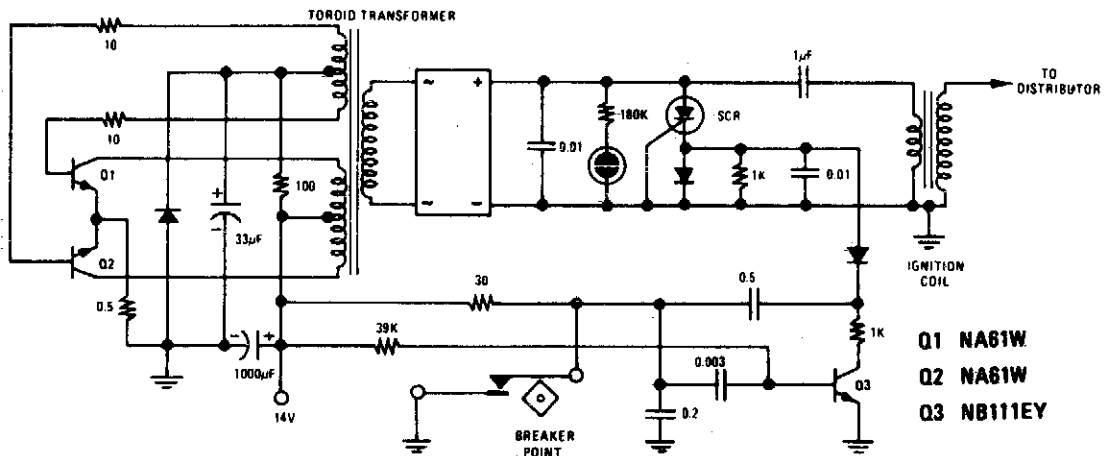 TOROID TRANSFORMER
10
10
Q1
Q2
0.5
+
-
33µF
100
-
+
1000µF
14V
~
~
+
-
0.01
180K
SCR
1K
0.01
1µF
TO
DISTRIBUTOR
IGNITION
COIL
30
39K
0.5
0.003
0.2
1K
Q3
BREAKER
POINT
Q1 NA61W
Q2 NA61W
Q3 NB111EY